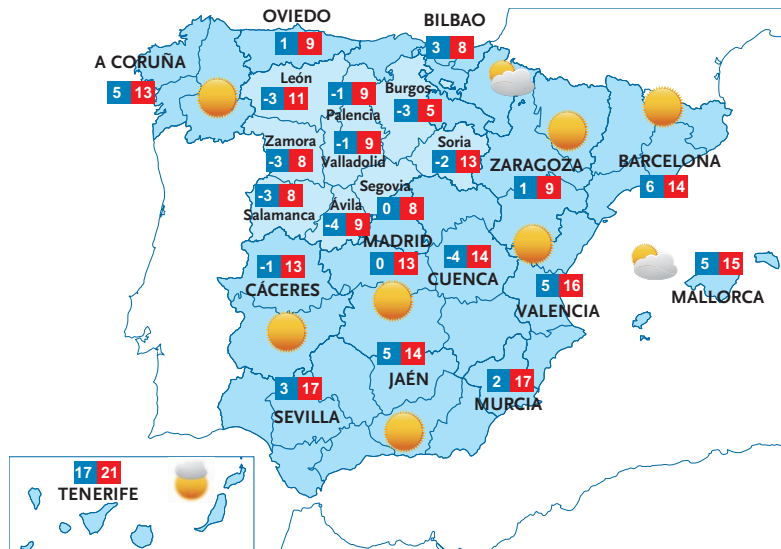 OVIEDO
1 9
BILBAO
3 8
A CORUÑA
5 13
León
-3 11
-1 9
Palencia
Burgos
-3 5
Zamora
-3 8
-1 9
Valladolid
Soria
-2 13
ZARAGOZA
1 9
BARCELONA
6 14
-3 8
Salamanca
Ávila
-4 9
Segovia
0 8
MADRID
0 13
-4 14
CUENCA
-1 13
CÁCERES
5 16
VALENCIA
5 15
MALLORCA
5 14
JAÉN
3 17
SEVILLA
2 17
MURCIA
17 21
TENERIFE